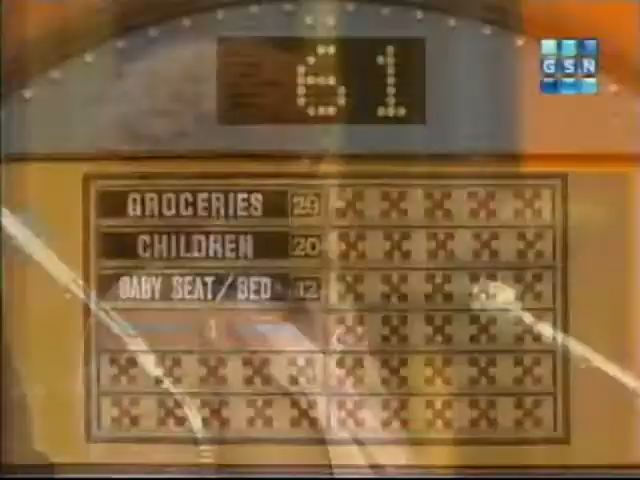 61
GSN
GROCERIES 29
CHILDREN 20
BABY SEAT/BED 12